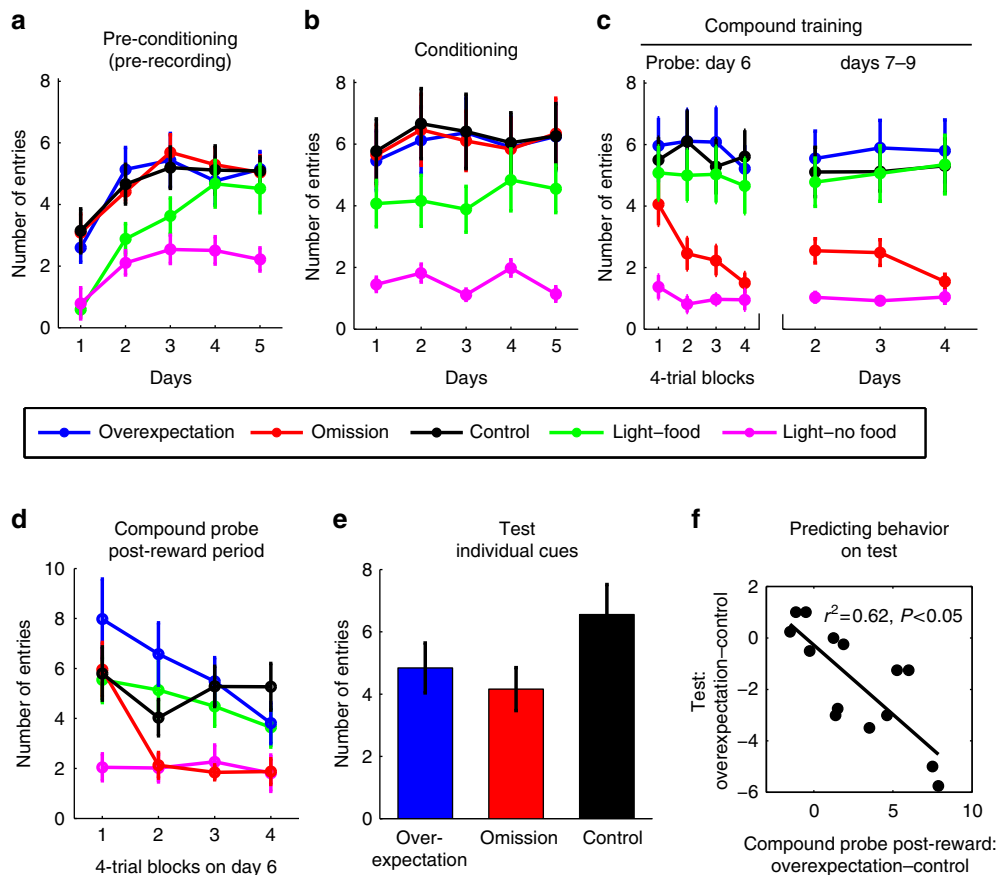 a
Pre-conditioning
(pre-recording)
Number of entries
8
6
4
2
0
1 2 3 4 5
Days
b
Conditioning
Number of entries
8
6
4
2
0
1 2 3 4 5
Days
c
Compound training
Probe: day 6
days 7–9
Number of entries
8
6
4
2
0
1 2 3 4
4-trial blocks
2 3 4
Days
Overexpectation Omission Control Light–food Light–no food
d
Compound probe
post-reward period
Number of entries
10
8
6
4
2
0
1 2 3 4
4-trial blocks on day 6
e
Test
individual cues
Number of entries
8
6
4
2
0
Over-
expectation
Omission
Control
f
Predicting behavior
on test
Test:
overexpectation–control
2
0
−2
−4
−6
r²=0.62, P<0.05
0 5 10
Compound probe post-reward:
overexpectation–control